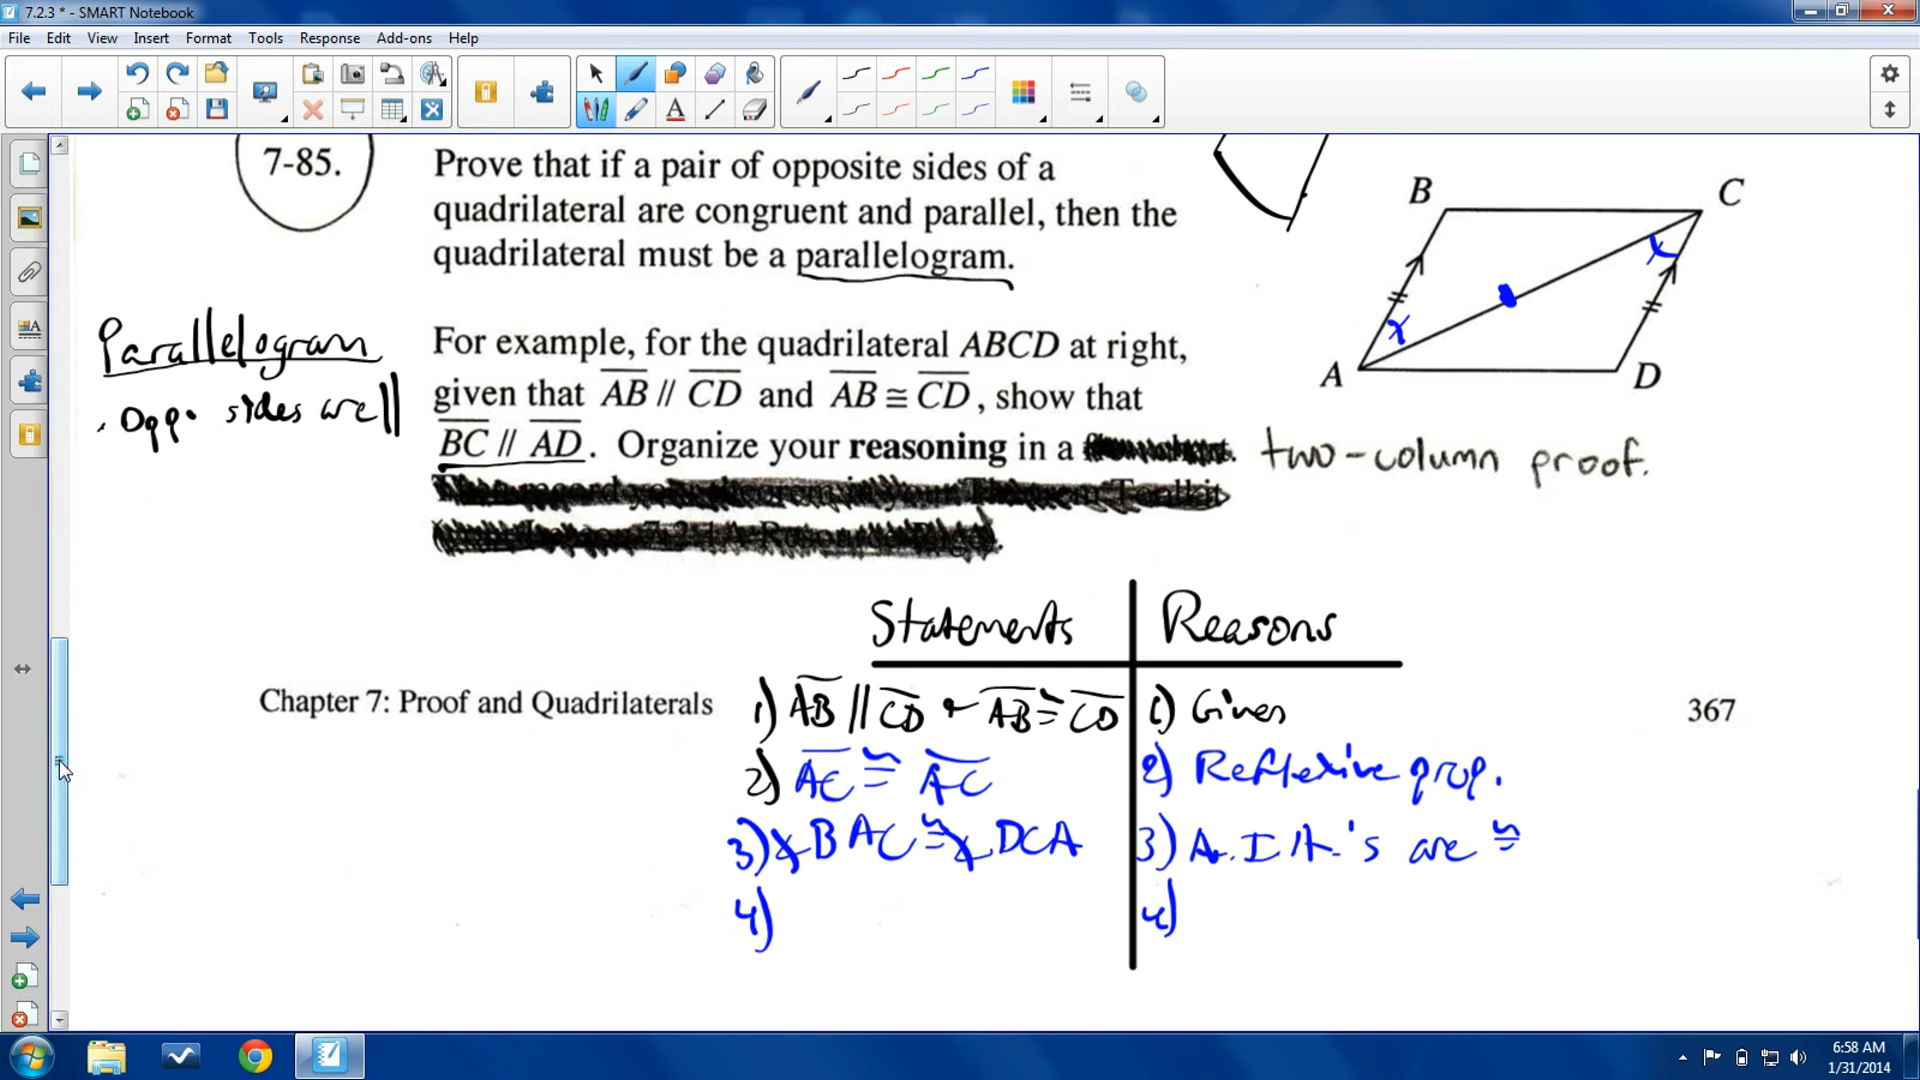 7.2.3 * - SMART Notebook
File Edit View Insert Format Tools Response Add-ons Help
7-85.
Prove that if a pair of opposite sides of a
quadrilateral are congruent and parallel, then the
quadrilateral must be a parallelogram.
B C
A D
Parallelogram
. Opp. sides are ∥
For example, for the quadrilateral ABCD at right,
given that AB // CD and AB ≅ CD, show that
BC // AD. Organize your reasoning in a
two-column proof.
Statements Reasons
Chapter 7: Proof and Quadrilaterals
367
1) AB ∥ CD + AB ≅ CD 1) Given
2) AC ≅ AC 2) Reflexive prop.
3) ∡BAC ≅ ∡DCA 3) A.I.A.'s are ≅
4) 4)
6:58 AM
1/31/2014